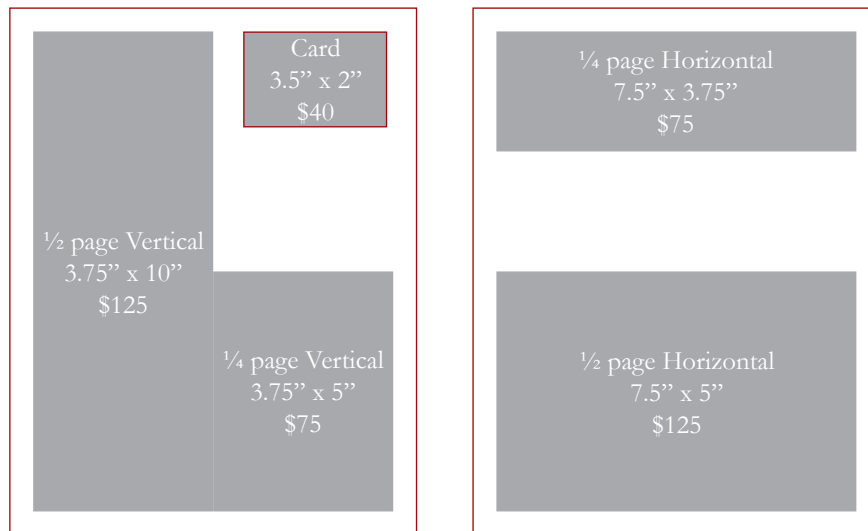 Card
3.5” x 2”
$40
½ page Vertical
3.75” x 10”
$125
¼ page Vertical
3.75” x 5”
$75
¼ page Horizontal
7.5” x 3.75”
$75
½ page Horizontal
7.5” x 5”
$125